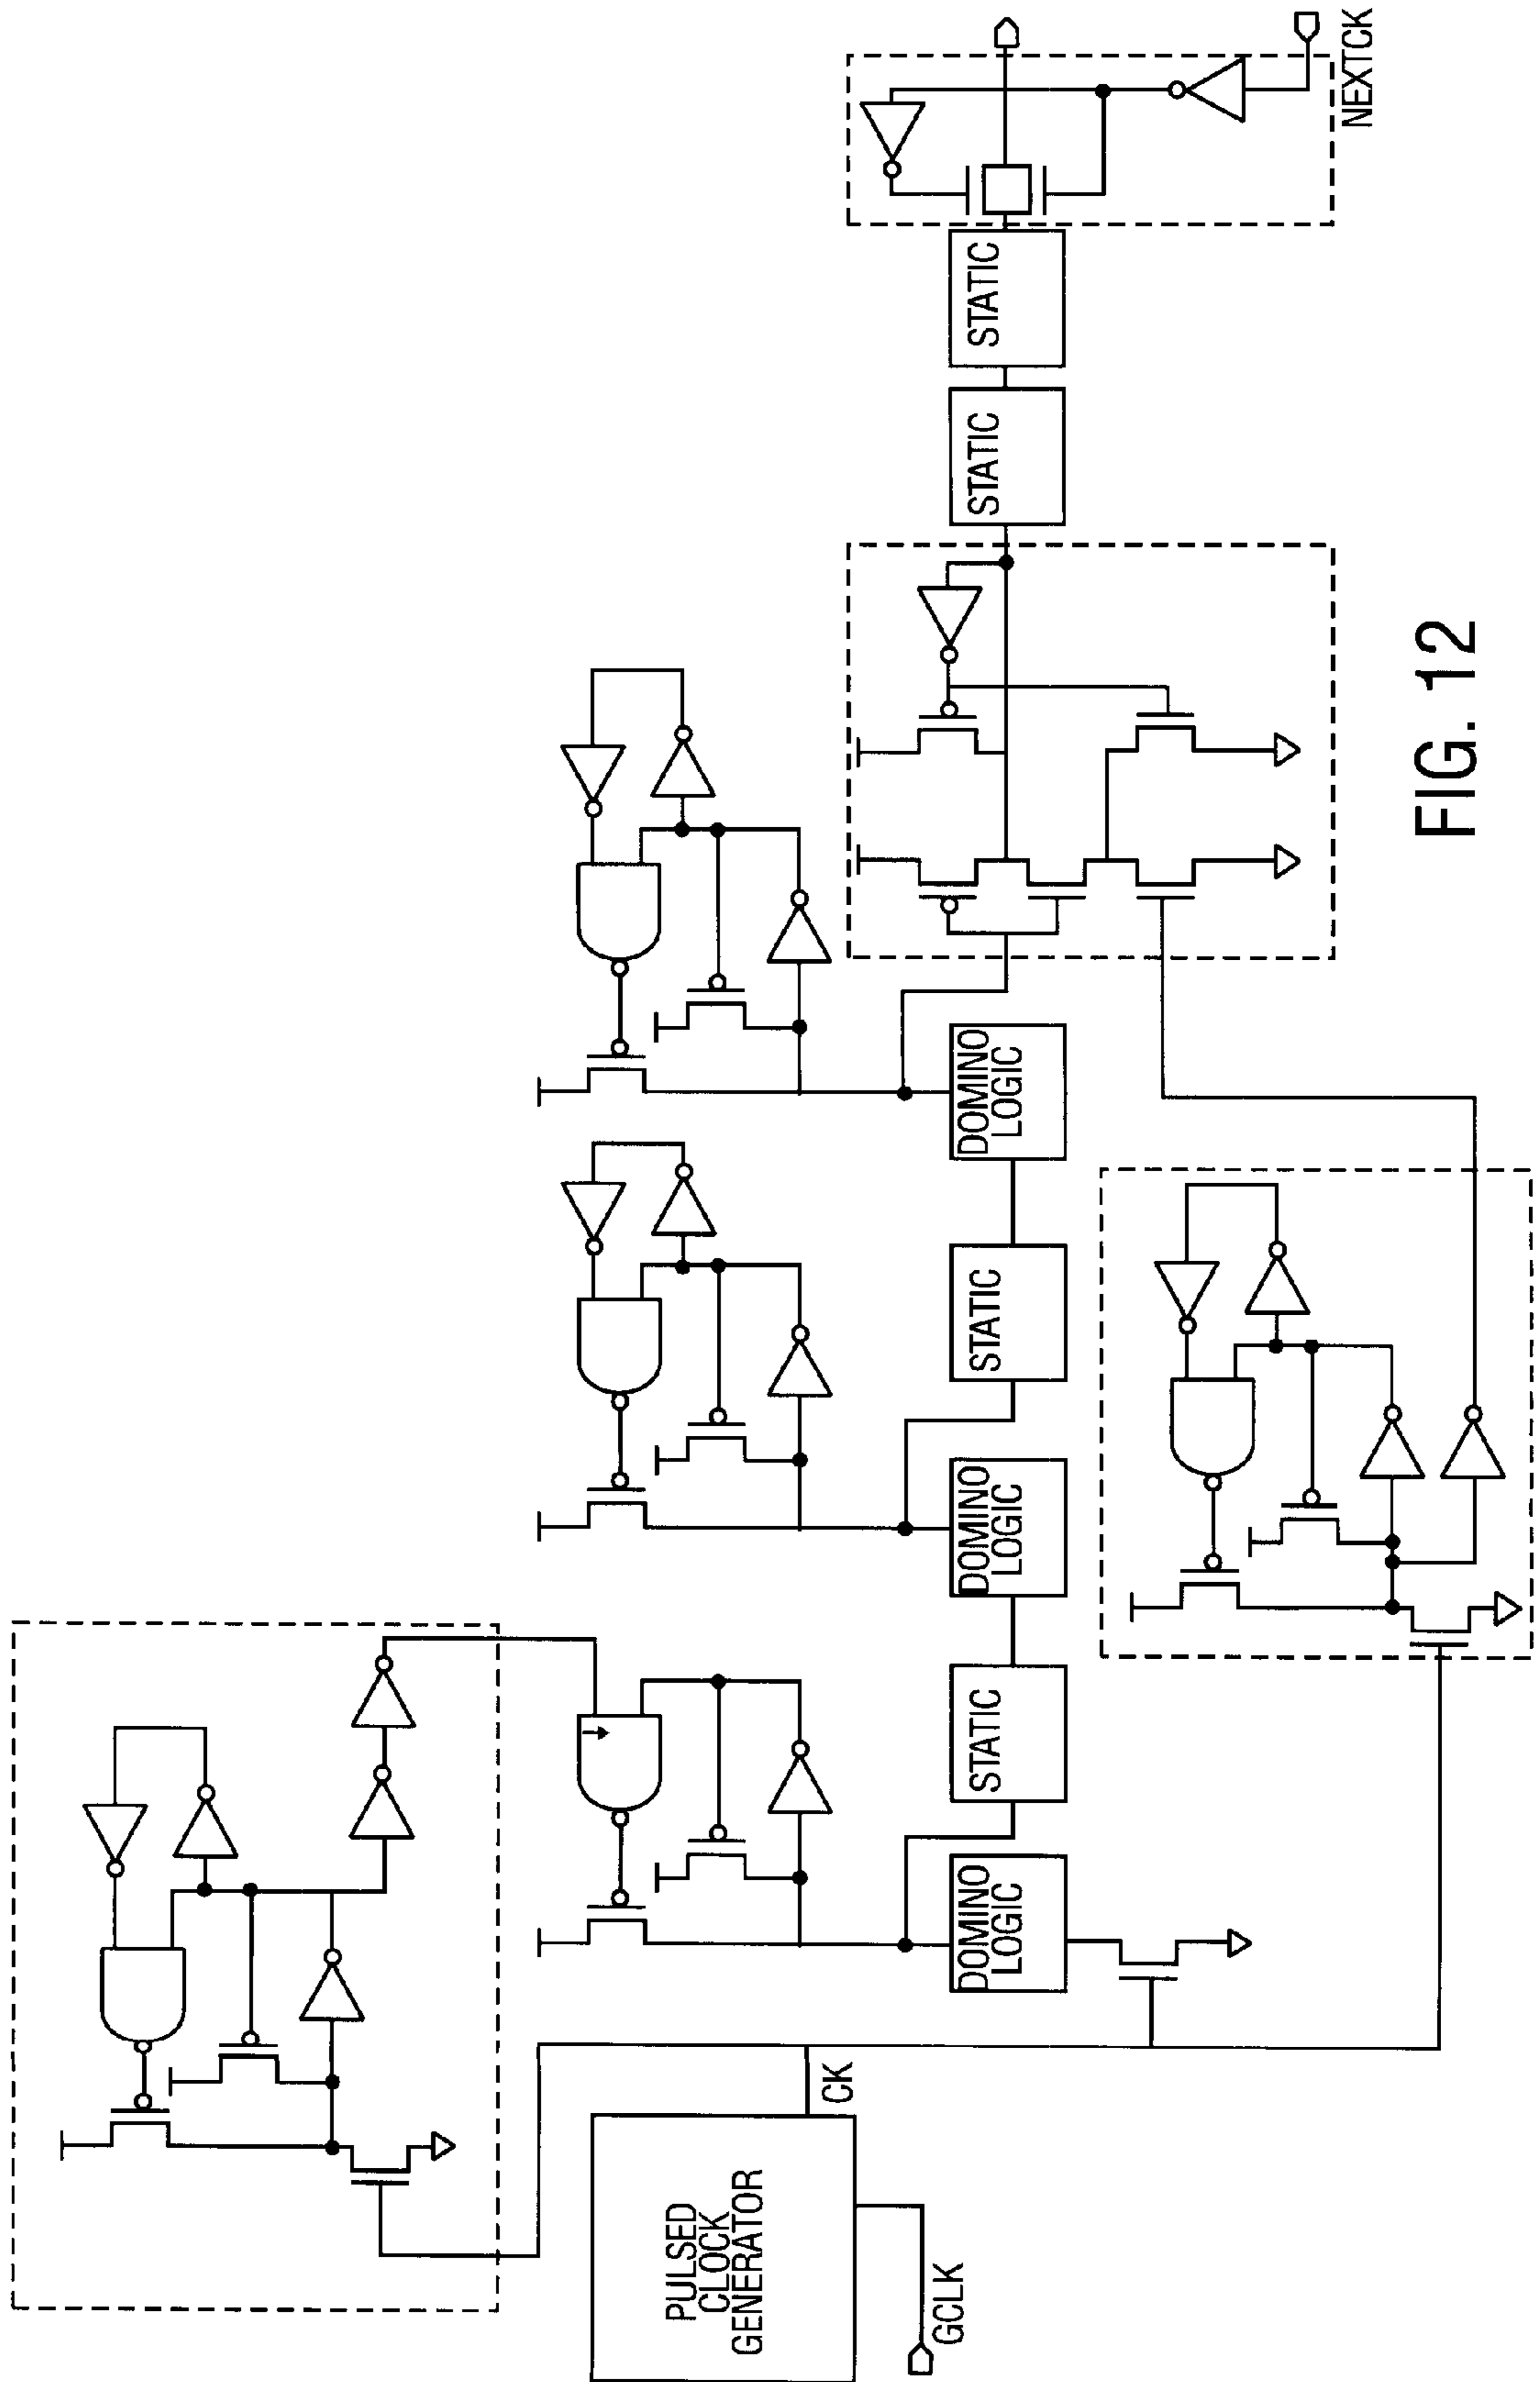 PULSED
CLOCK
GENERATOR
GCLK
CK
DOMINO
LOGIC
STATIC
DOMINO
LOGIC
STATIC
DOMINO
LOGIC
STATIC
STATIC
NEXTCK
FIG. 12